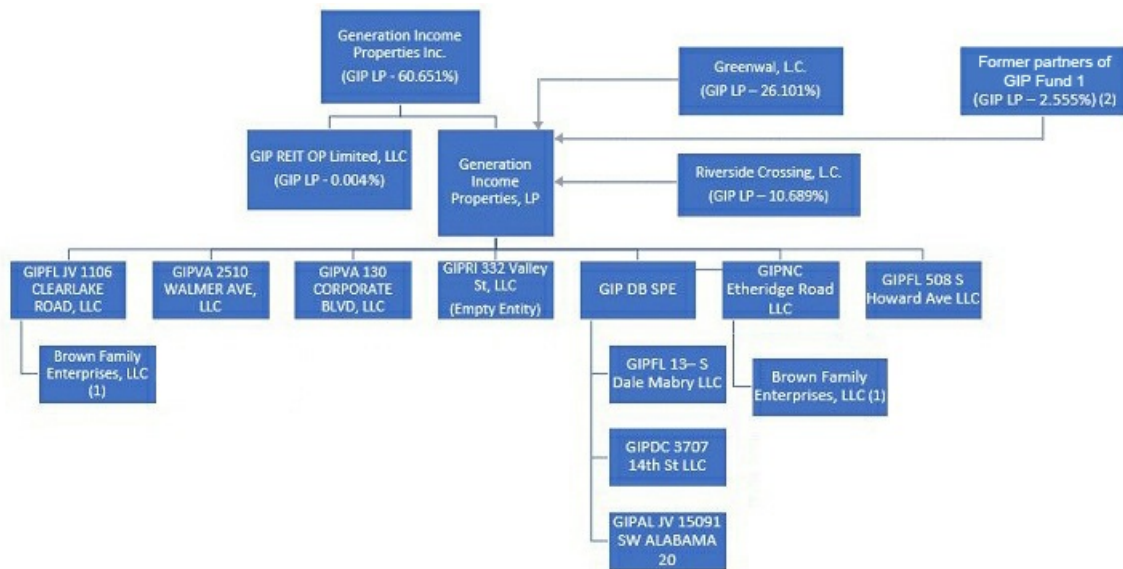 Generation Income
Properties Inc.
(GIP LP - 60.651%)
Greenwal, L.C.
(GIP LP – 26.101%)
Former partners of
GIP Fund 1
(GIP LP – 2.555%) (2)
GIP REIT OP Limited, LLC
(GIP LP - 0.004%)
Generation
Income
Properties, LP
Riverside Crossing, L.C.
(GIP LP – 10.689%)
GIPFL JV 1106
CLEARLAKE
ROAD, LLC
GIPVA 2510
WALMER AVE,
LLC
GIPVA 130
CORPORATE
BLVD, LLC
GIPRI 332 Valley
St, LLC
(Empty Entity)
GIP DB SPE
GIPNC
Etheridge Road
LLC
GIPFL 508 S
Howard Ave LLC
Brown Family
Enterprises, LLC
(1)
GIPFL 13– S
Dale Mabry LLC
Brown Family
Enterprises, LLC (1)
GIPDC 3707
14th St LLC
GIPAL JV 15091
SW ALABAMA
20